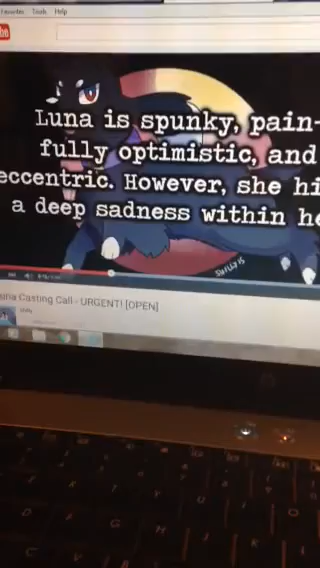 Favorites Tools Help
Luna is spunky, pain-
fully optimistic, and
eccentric. However, she hi
a deep sadness within he
una Casting Call - URGENT! [OPEN]